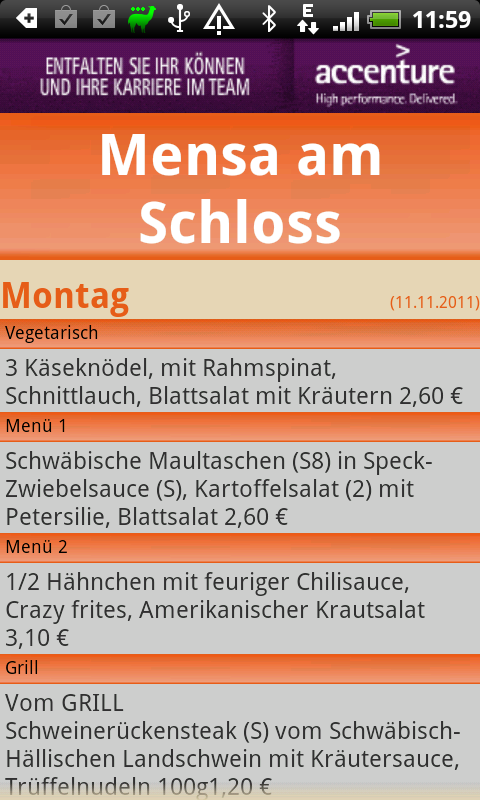 E
11:59
ENTFALTEN SIE IHR KÖNNEN
UND IHRE KARRIERE IM TEAM
accenture
High performance. Delivered.
Mensa am
Schloss
Montag
(11.11.2011)
Vegetarisch
3 Käseknödel, mit Rahmspinat,
Schnittlauch, Blattsalat mit Kräutern 2,60 €
Menü 1
Schwäbische Maultaschen (S8) in Speck-
Zwiebelsauce (S), Kartoffelsalat (2) mit
Petersilie, Blattsalat 2,60 €
Menü 2
1/2 Hähnchen mit feuriger Chilisauce,
Crazy frites, Amerikanischer Krautsalat
3,10 €
Grill
Vom GRILL
Schweinerückensteak (S) vom Schwäbisch-
Hällischen Landschwein mit Kräutersauce,
Trüffelnudeln 100g1,20 €